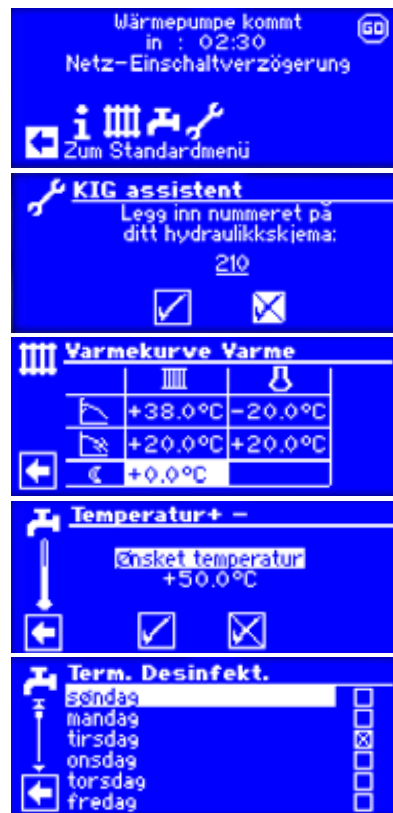 Wärmepumpe kommt
in : 02:30
Netz-Einschaltverzögerung
GO
Zum Standardmenü
KIG assistent
Legg inn nummeret på
ditt hydraulikkskjema:
210
Varmekurve Varme
+38.0°C -20.0°C
+20.0°C +20.0°C
+0.0°C
Temperatur+ -
Ønsket temperatur
+50.0°C
Term. Desinfekt.
søndag
mandag
tirsdag
onsdag
torsdag
fredag